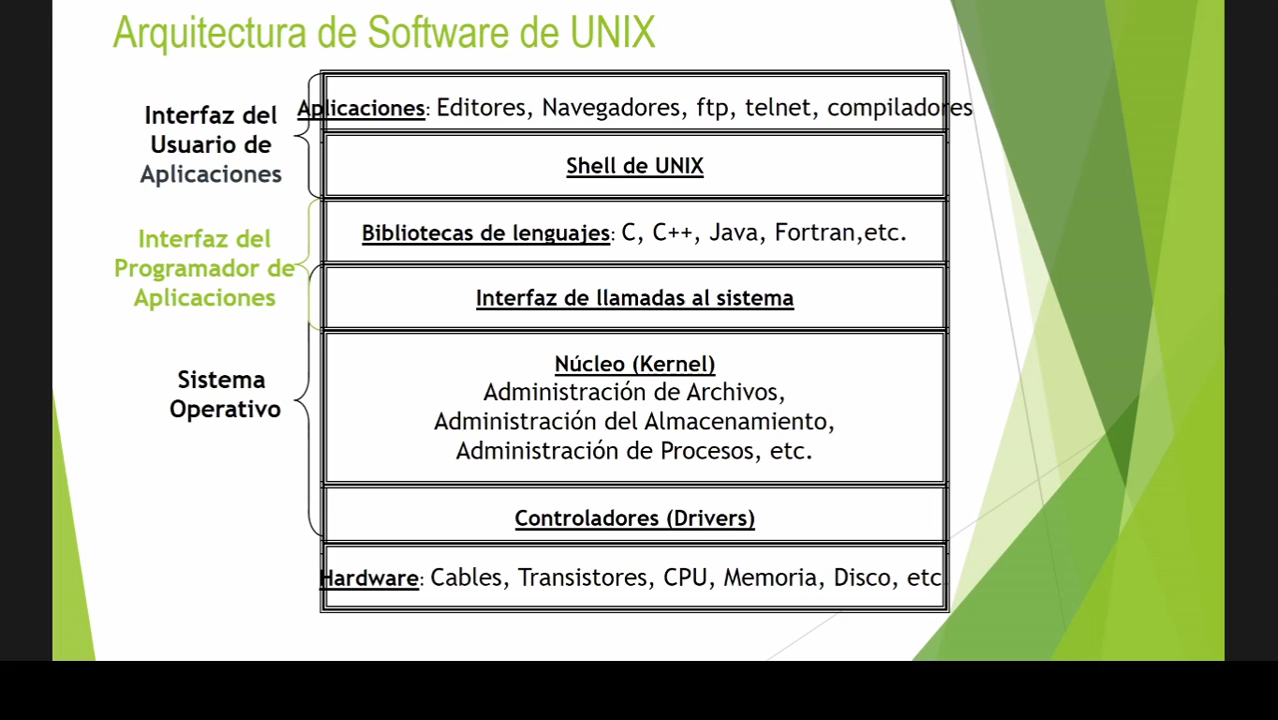 Arquitectura de Software de UNIX
Interfaz del
Usuario de
Aplicaciones
Interfaz del
Programador de
Aplicaciones
Sistema
Operativo
Aplicaciones: Editores, Navegadores, ftp, telnet, compiladores
Shell de UNIX
Bibliotecas de lenguajes: C, C++, Java, Fortran,etc.
Interfaz de llamadas al sistema
Núcleo (Kernel)
Administración de Archivos,
Administración del Almacenamiento,
Administración de Procesos, etc.
Controladores (Drivers)
Hardware: Cables, Transistores, CPU, Memoria, Disco, etc.